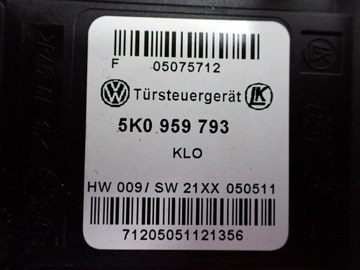 F 05075712
Türsteuergerät
5K0 959 793
KLO
HW 009/ SW 21XX 050511
71205051121356